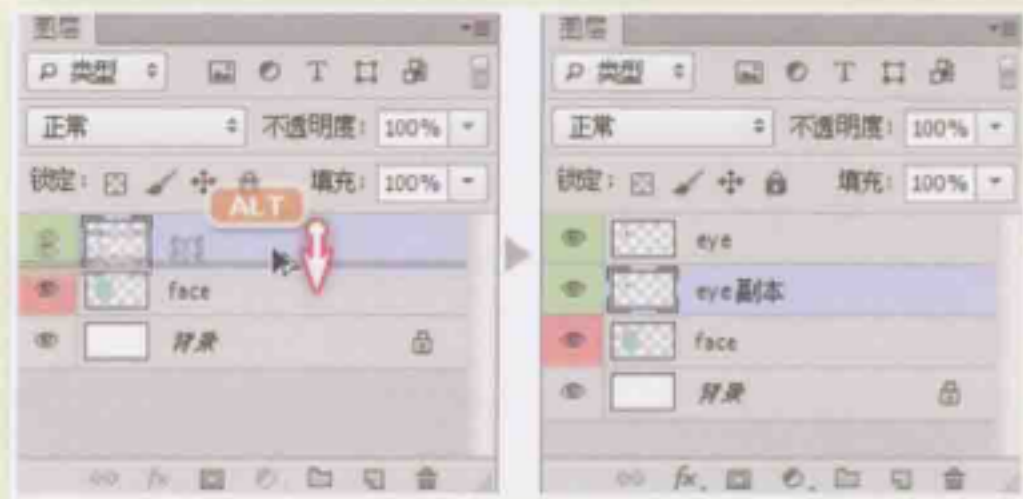 图层
类型
T
正常
不透明度: 100%
锁定:
填充: 100%
ALT
face
背景
fx
图层
类型
T
正常
不透明度: 100%
锁定:
填充: 100%
eye
eye副本
face
背景
fx.